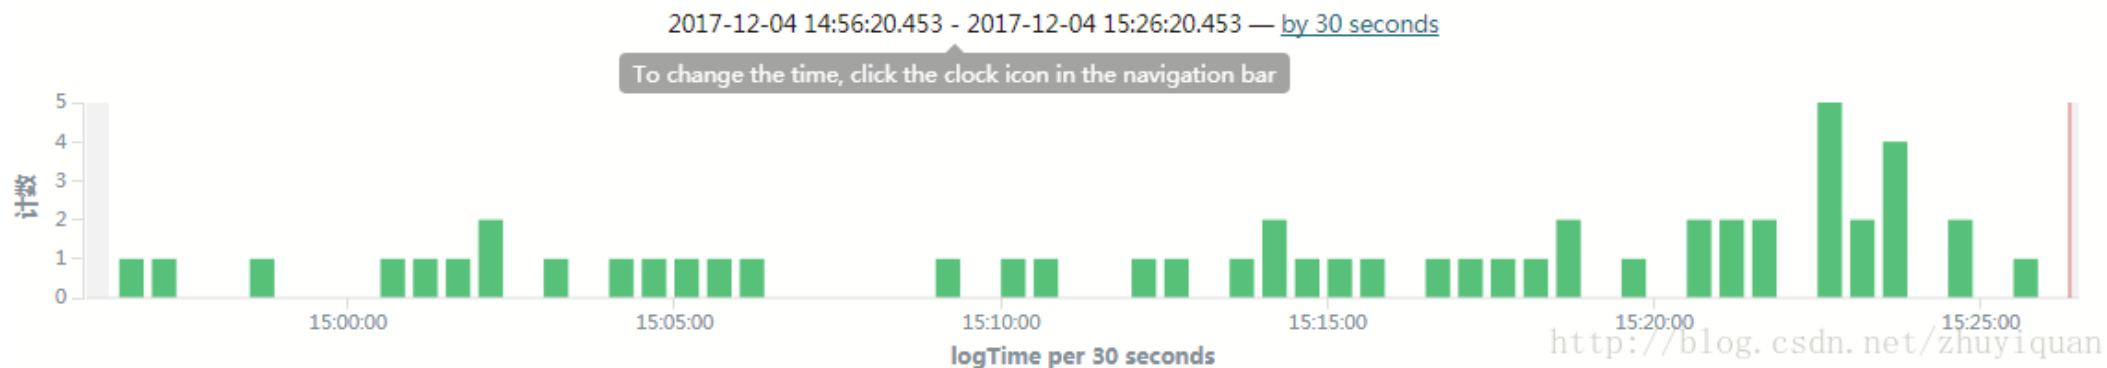 2017-12-04 14:56:20.453 - 2017-12-04 15:26:20.453 — by 30 seconds
To change the time, click the clock icon in the navigation bar
5
4
3
2
1
0
计数
15:00:00 15:05:00 15:10:00 15:15:00 15:20:00 15:25:00
logTime per 30 seconds
http://blog.csdn.net/zhuyiquan